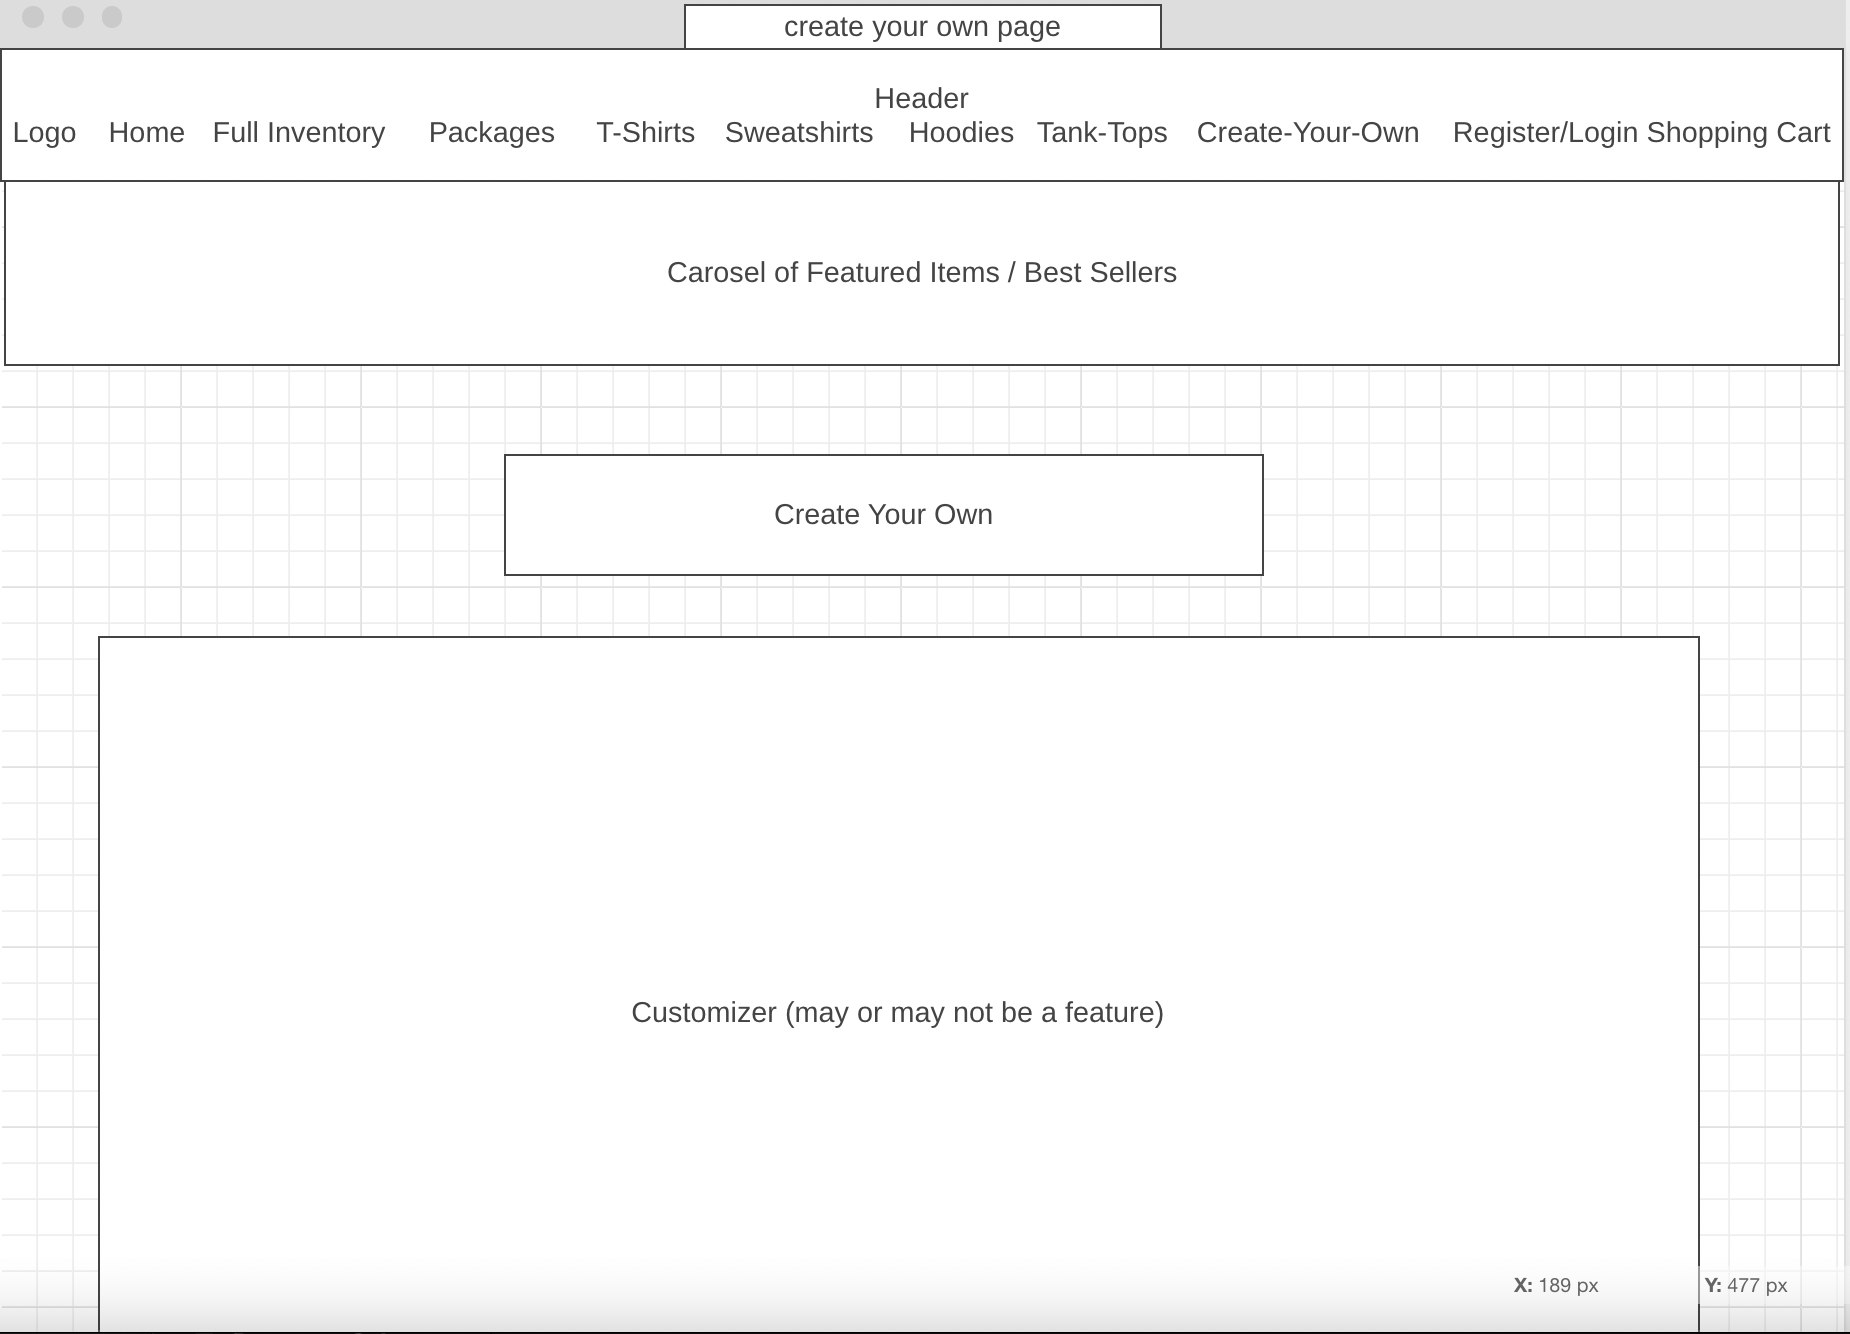 create your own page
Header
Logo Home Full Inventory Packages T-Shirts Sweatshirts Hoodies Tank-Tops Create-Your-Own Register/Login Shopping Cart
Carosel of Featured Items / Best Sellers
Create Your Own
Customizer (may or may not be a feature)
X: 189 px Y: 477 px